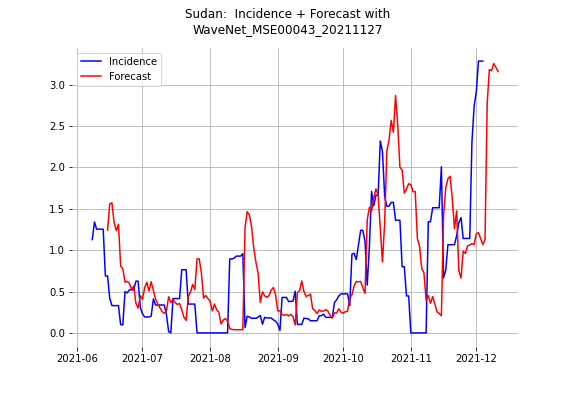 Sudan:  Incidence + Forecast with
WaveNet_MSE00043_20211127
Incidence
Forecast
3.0
2.5
2.0
1.5
1.0
0.5
0.0
2021-06 2021-07 2021-08 2021-09 2021-10 2021-11 2021-12